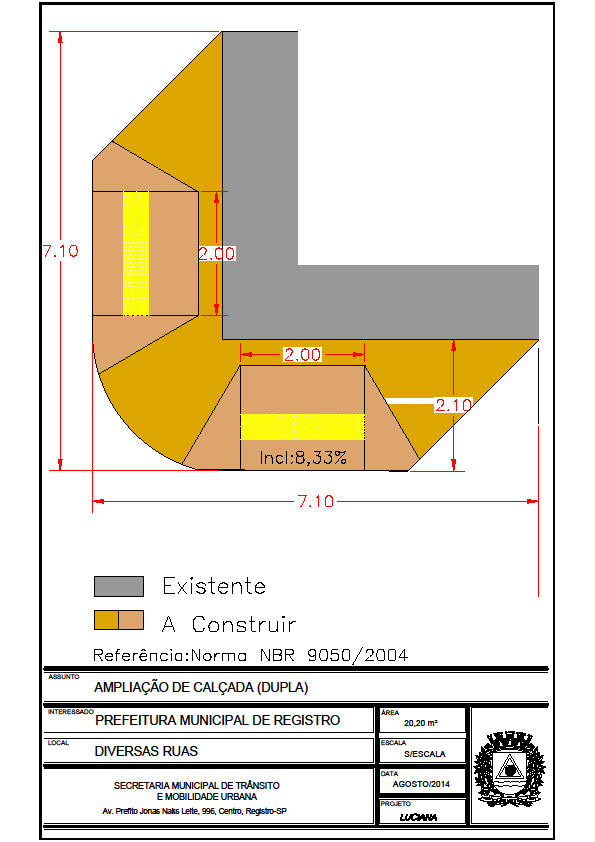 7.10
2.00
2.00
2.10
Incl:8,33%
7.10
Existente
A Construir
Referência:Norma NBR 9050/2004
ASSUNTO
AMPLIAÇÃO DE CALÇADA (DUPLA)
INTERESSADO
PREFEITURA MUNICIPAL DE REGISTRO
ÁREA
20,20 m²
LOCAL
DIVERSAS RUAS
ESCALA
S/ESCALA
SECRETARIA MUNICIPAL DE TRÂNSITO
E MOBILIDADE URBANA
Av. Prefito Jonas Naks Leite, 996, Centro, Registro-SP
DATA
AGOSTO/2014
PROJETO
LUCIANA